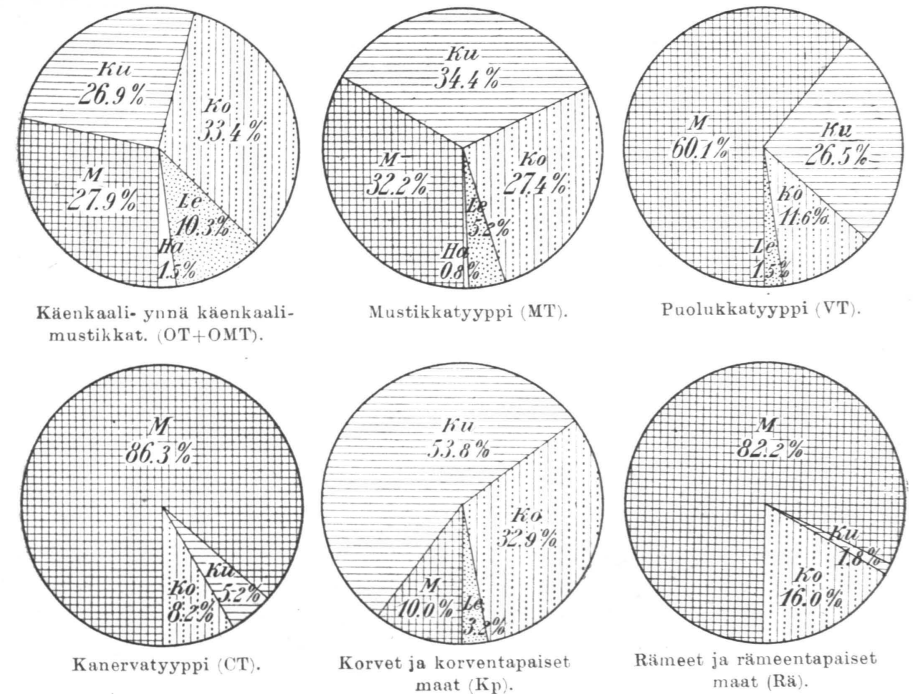 Ku
26.9%
Ko
33.4%
M
27.9%
Le
10.3%
Ha
1.5%
Käenkaali- ynnä käenkaali-
mustikkat. (OT+OMT).
Ku
34.4%
M
32.2%
Ko
27.4%
Le
5.2%
Ha
0.8%
Mustikkatyyppi (MT).
M
60.1%
Ku
26.5%
Ko
11.6%
Le
1.5%
Puolukkatyyppi (VT).
M
86.3%
Ku
5.2%
Ko
8.2%
Kanervatyyppi (CT).
Ku
53.8%
Ko
32.9%
M
10.0%
Le
3.2%
Korvet ja korventapaiset
maat (Kp).
M
82.2%
Ku
1.8%
Ko
16.0%
Rämeet ja rämeentapaiset
maat (Rä).